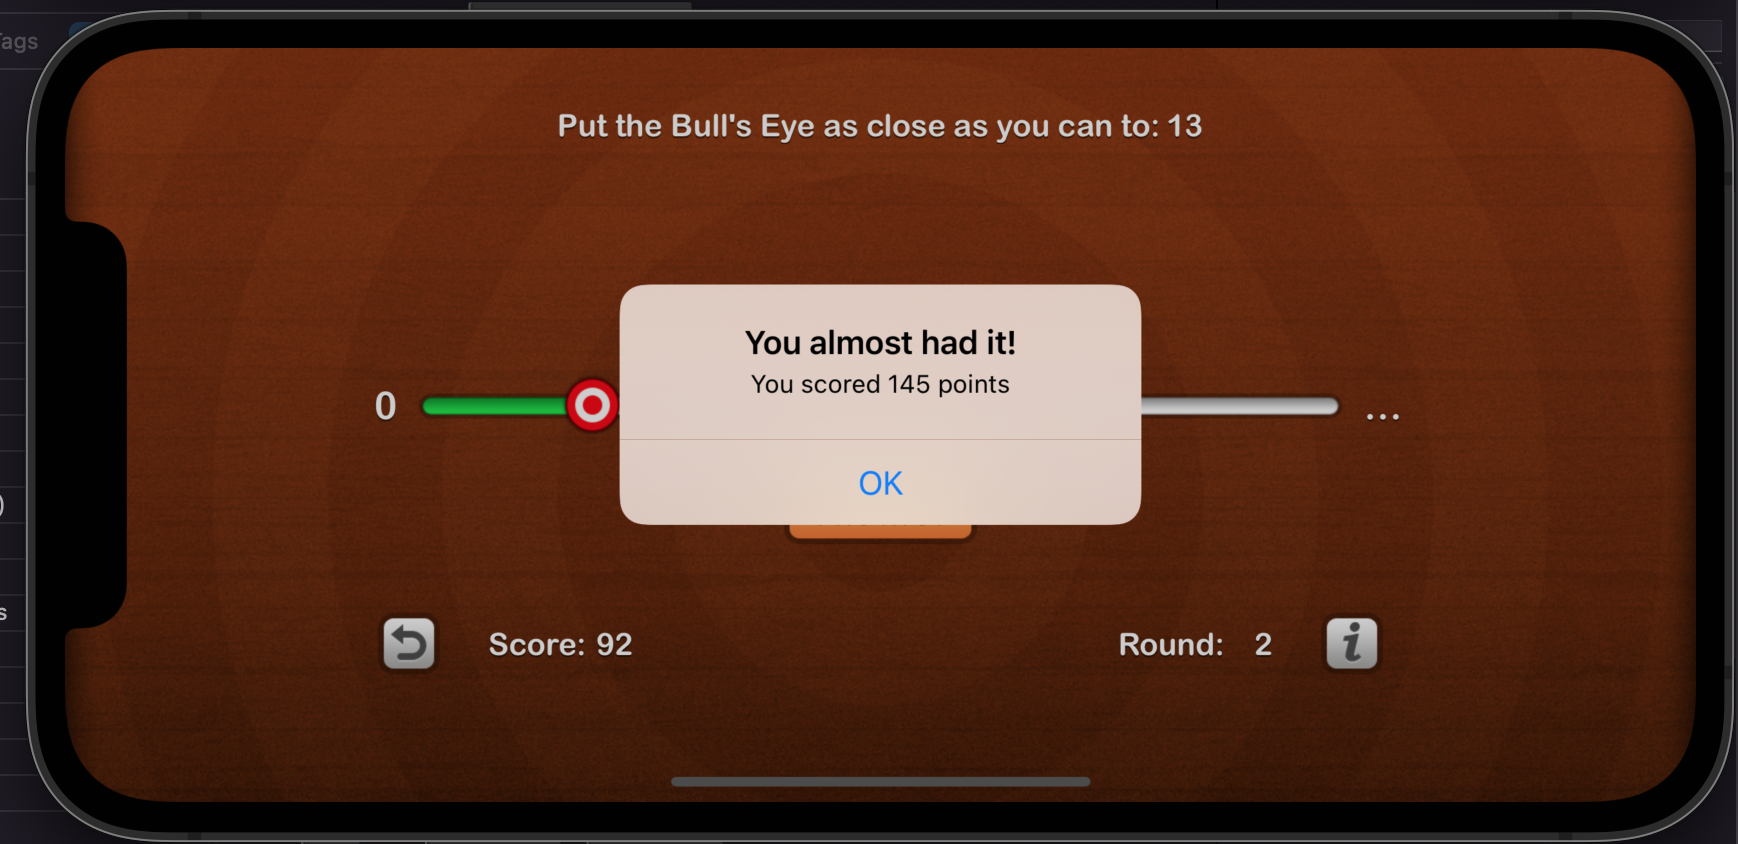 Tags
Put the Bull's Eye as close as you can to: 13
You almost had it!
You scored 145 points
0
...
OK
)
s
Score: 92
Round: 2
i